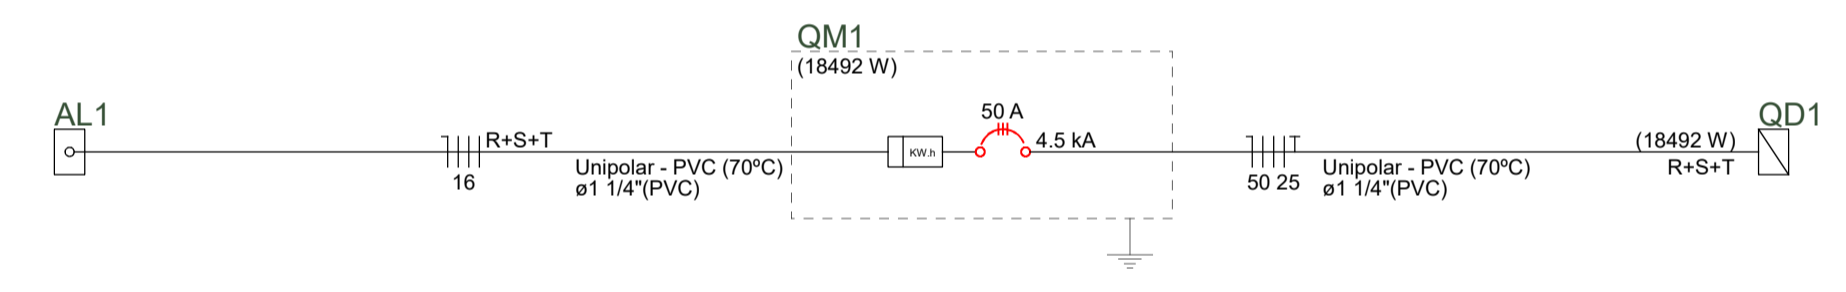 QM1
(18492 W)
AL1
50 A
QD1
R+S+T
KW.h
4.5 kA
(18492 W)
Unipolar - PVC (70ºC)
ø1 1/4"(PVC)
16
50 25
Unipolar - PVC (70ºC)
ø1 1/4"(PVC)
R+S+T